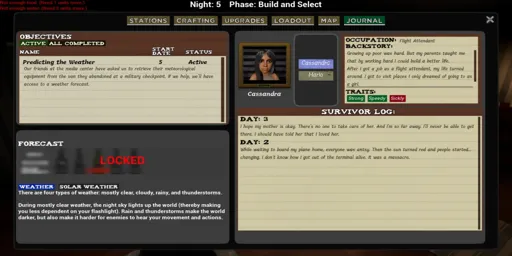 Night: 5 Phase: Build and Select
STATIONS CRAFTING UPGRADES LOADOUT MAP JOURNAL
OBJECTIVES
ACTIVE ALL COMPLETED
NAME START DATE STATUS
Predicting the Weather 5 Active
Our friends at the radio center have asked us to retrieve their meteorological
equipment from the van they abandoned at a military checkpoint. If we help, we'll have
access to a weather forecast.
FORECAST
LOCKED
WEATHER SOLAR WEATHER
There are four types of weather: mostly clear, cloudy, rainy, and thunderstorms.
During mostly clear weather, the night sky lights up the world (thereby making
you less dependent on your flashlight). Rain and thunderstorms make the world
darker, but also make it harder for enemies to hear your movement and actions.
Cassandra
Cassandra
OCCUPATION: Flight Attendant
BACKSTORY:
Growing up poor was hard. But my parents taught me
that by working hard I could build a better life.
After I got a job as a flight attendant, my life turned
around. I got to visit places I only dreamed of going to as
a girl.
TRAITS:
Strong Speedy Sickly
SURVIVOR LOG:
DAY: 3
I hope my mother is okay. There's no one to take care of her. And I'm so far away. I'll never be able to get
there. I should have told her that I loved her.
DAY: 2
While waiting to board my plane home, everyone was antsy. Then the sun turned red and people started...
changing. I don't know how I got out of the terminal alive. It was a massacre.